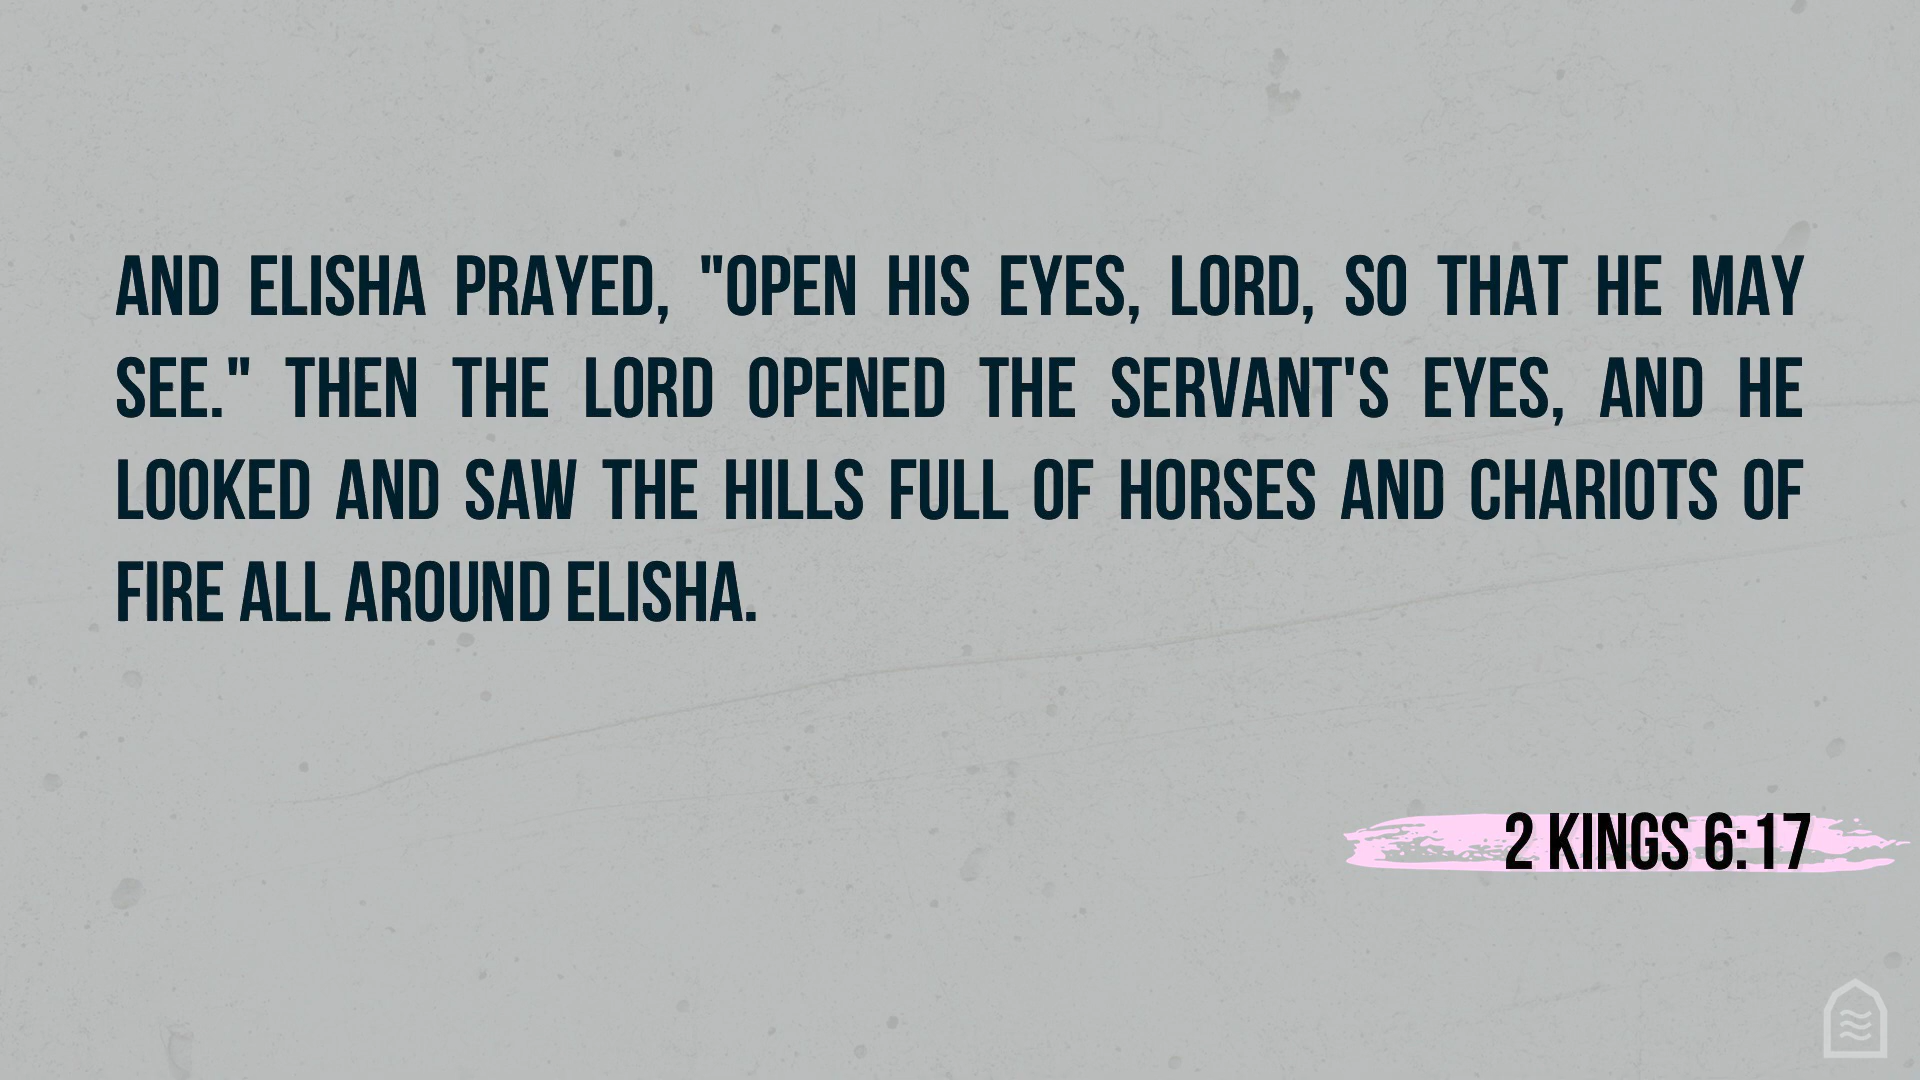 AND ELISHA PRAYED, "OPEN HIS EYES, LORD, SO THAT HE MAY
SEE." THEN THE LORD OPENED THE SERVANT'S EYES, AND HE
LOOKED AND SAW THE HILLS FULL OF HORSES AND CHARIOTS OF
FIRE ALL AROUND ELISHA.
2 KINGS 6:17